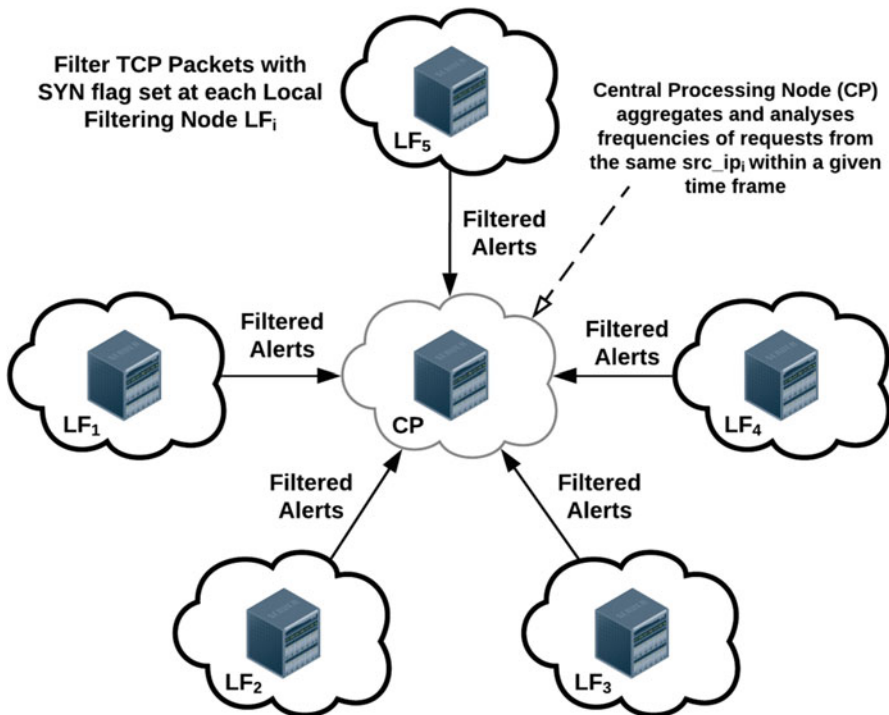 Filter TCP Packets with
SYN flag set at each Local
Filtering Node LFi
LF5
Central Processing Node (CP)
aggregates and analyses
frequencies of requests from
the same src_ipi within a given
time frame
Filtered
Alerts
Filtered
Alerts
Filtered
Alerts
LF1
CP
LF4
Filtered
Alerts
Filtered
Alerts
LF2
LF3